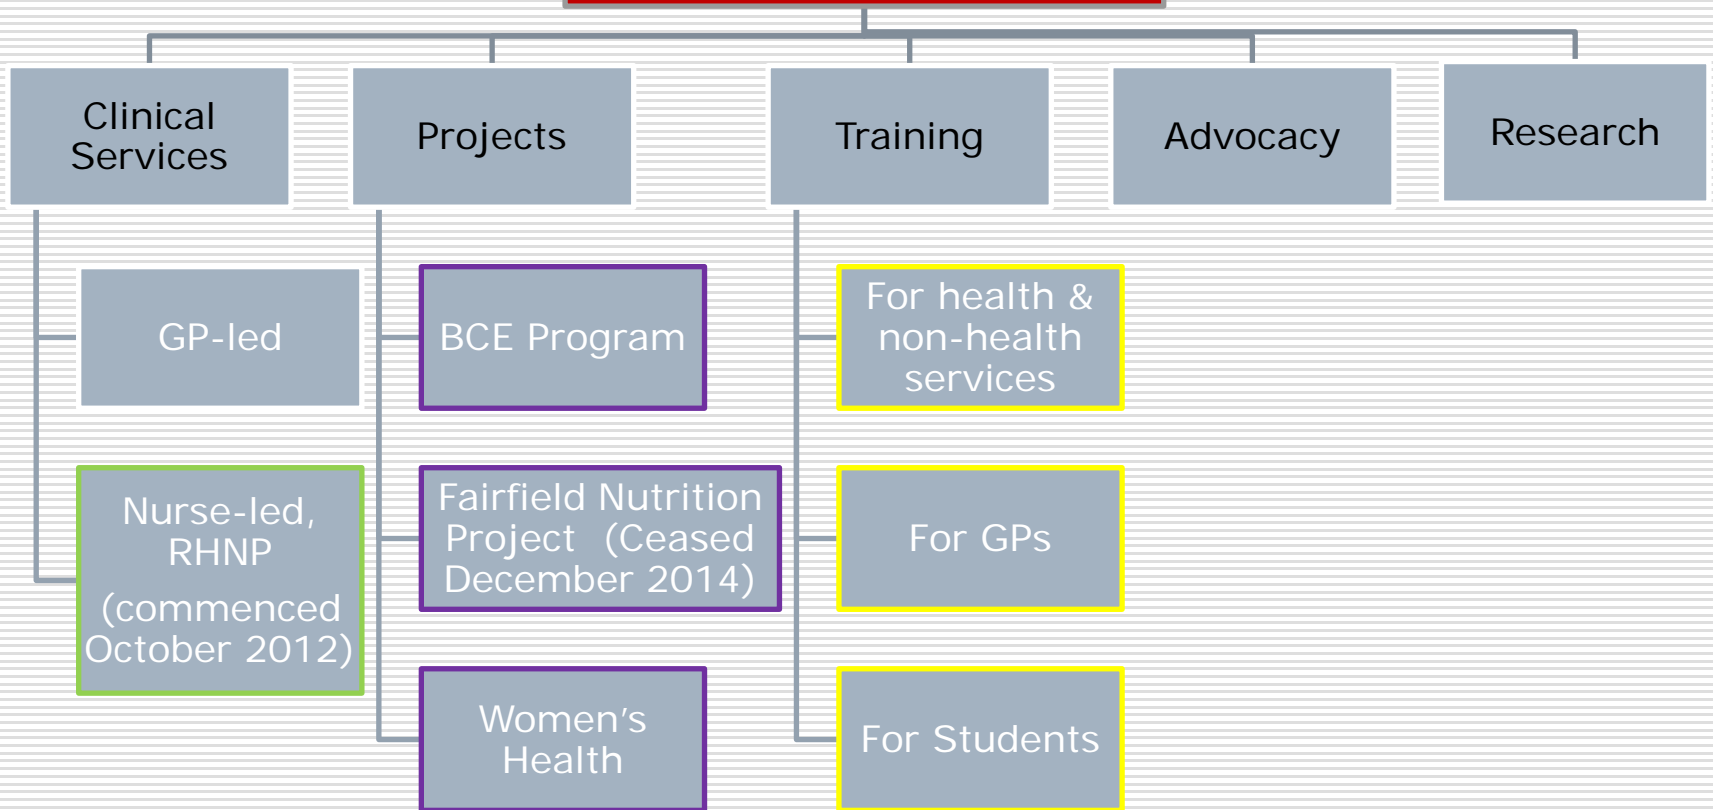 Clinical
Services
Projects
Training
Advocacy
Research
GP-led
BCE Program
For health &
non-health
services
Nurse-led,
RHNP
(commenced
October 2012)
Fairfield Nutrition
Project (Ceased
December 2014)
For GPs
Women's
Health
For Students